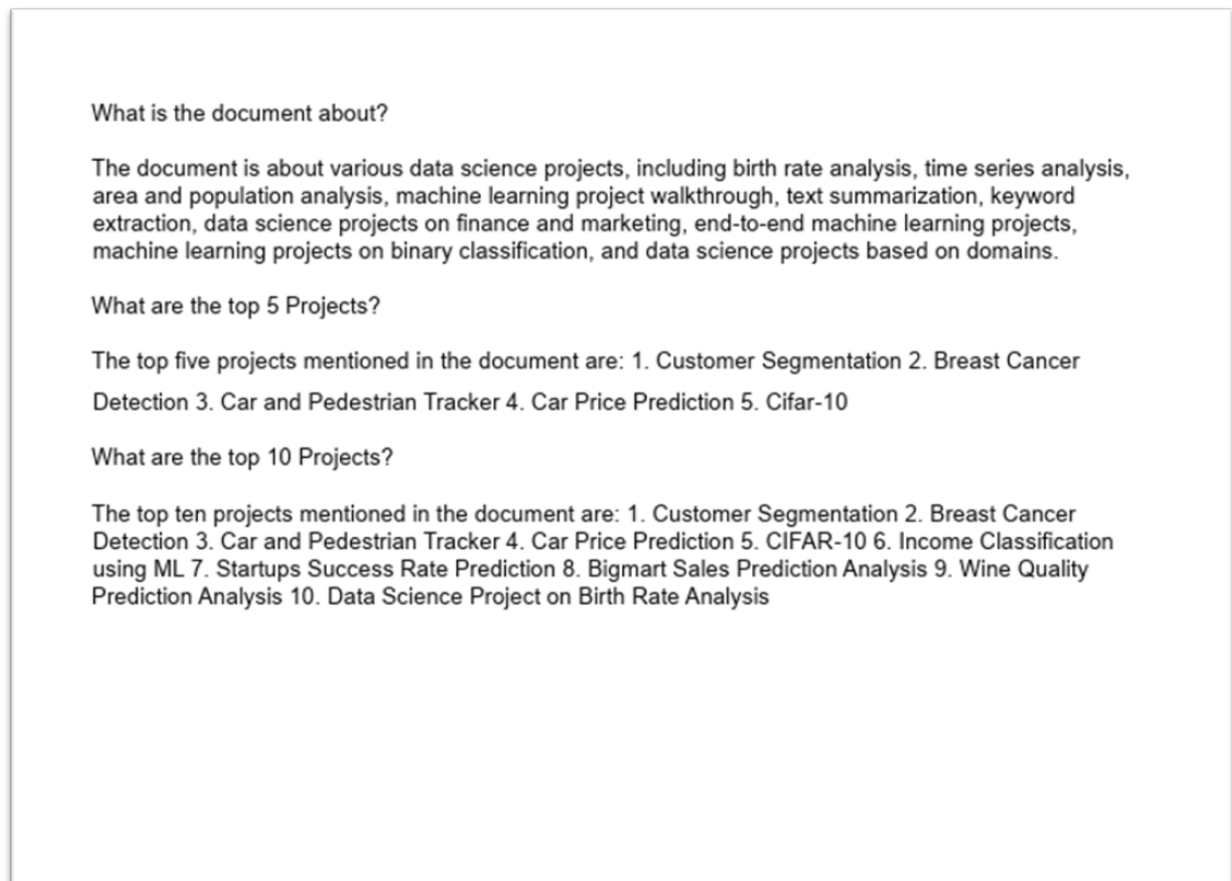 What is the document about?
The document is about various data science projects, including birth rate analysis, time series analysis,
area and population analysis, machine learning project walkthrough, text summarization, keyword
extraction, data science projects on finance and marketing, end-to-end machine learning projects,
machine learning projects on binary classification, and data science projects based on domains.
What are the top 5 Projects?
The top five projects mentioned in the document are: 1. Customer Segmentation 2. Breast Cancer
Detection 3. Car and Pedestrian Tracker 4. Car Price Prediction 5. Cifar-10
What are the top 10 Projects?
The top ten projects mentioned in the document are: 1. Customer Segmentation 2. Breast Cancer
Detection 3. Car and Pedestrian Tracker 4. Car Price Prediction 5. CIFAR-10 6. Income Classification
using ML 7. Startups Success Rate Prediction 8. Bigmart Sales Prediction Analysis 9. Wine Quality
Prediction Analysis 10. Data Science Project on Birth Rate Analysis